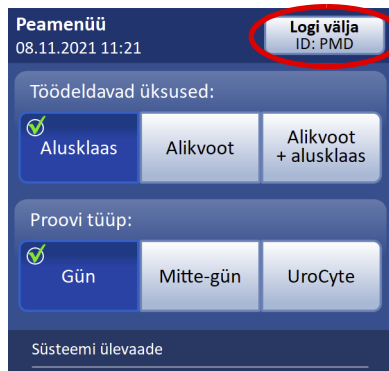 Peamenüü
08.11.2021 11:21
Logi välja
ID: PMD
Töödeldavad üksused:
Alusklaas
Alikvoot
Alikvoot
+ alusklaas
Proovi tüüp:
Gün
Mitte-gün
UroCyte
Süsteemi ülevaade